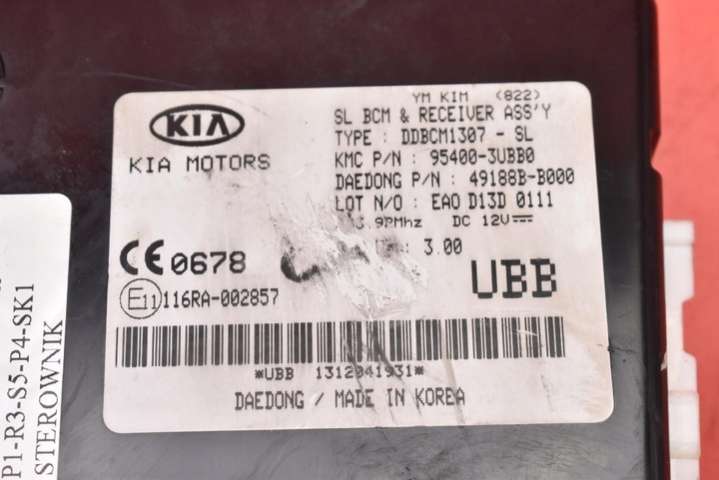 YM KIM (822)
SL BCM & RECEIVER ASS'Y
TYPE : DDBCM1307 - SL
KMC P/N : 95400-3UBB0
DAEDONG P/N : 49188B-B000
LOT N/O : EAO D13D 0111
Mhz DC 12V
: 3.00
KIA
KIA MOTORS
CE 0678
E11 116RA-002857
UBB
*UBB 1312041931*
DAEDONG / MADE IN KOREA
P1-R3-S5-P4-SK1
STEROWNIK